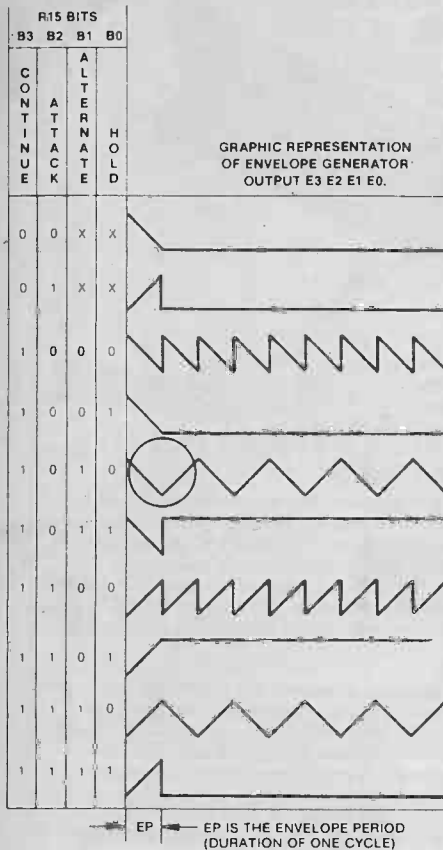 R15 BITS
B3 B2 B1 B0
CONTINUE
ATTACK
ALTERNATE
HOLD
GRAPHIC REPRESENTATION
OF ENVELOPE GENERATOR
OUTPUT E3 E2 E1 E0.
0 0 X X
0 1 X X
1 0 0 0
1 0 0 1
1 0 1 0
1 0 1 1
1 1 0 0
1 1 0 1
1 1 1 0
1 1 1 1
EP
EP IS THE ENVELOPE PERIOD
(DURATION OF ONE CYCLE)